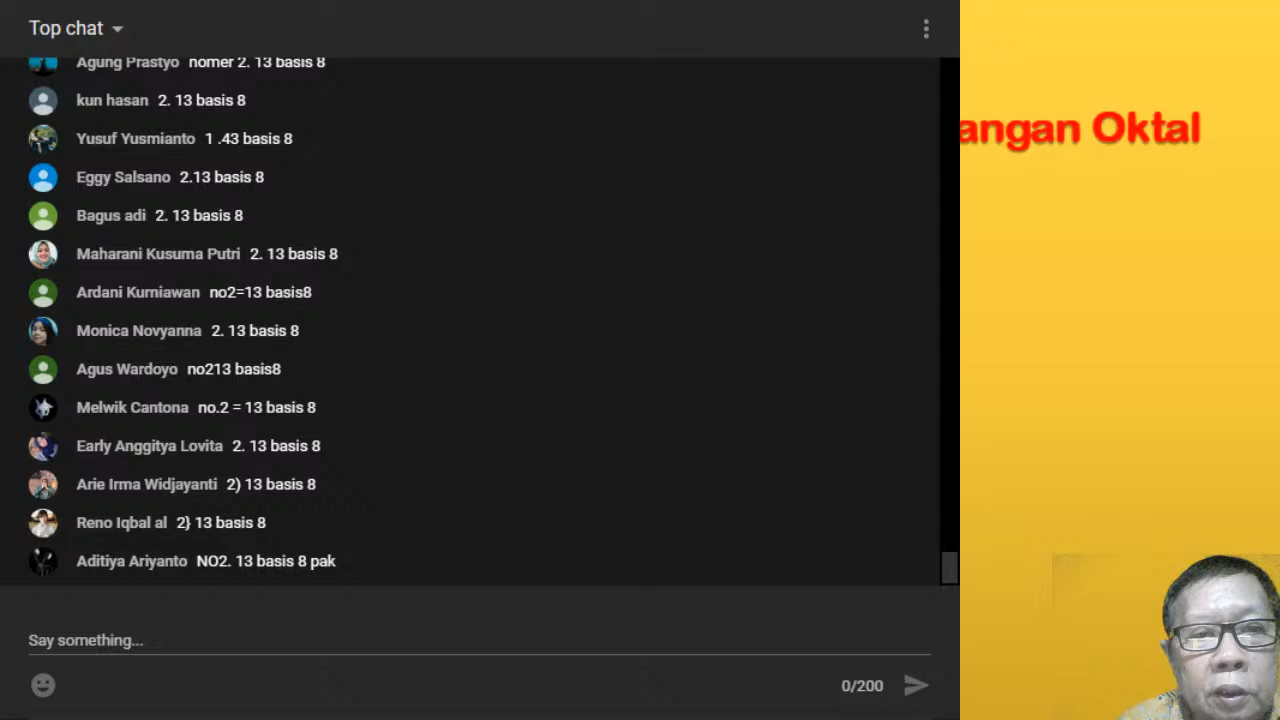 Top chat
Agung Prastyo nomer 2. 13 basis 8
kun hasan 2. 13 basis 8
angan Oktal
Yusuf Yusmianto 1 .43 basis 8
Eggy Salsano 2.13 basis 8
Bagus adi 2. 13 basis 8
Maharani Kusuma Putri 2. 13 basis 8
Ardani Kurniawan no2=13 basis8
Monica Novyanna 2. 13 basis 8
Agus Wardoyo no213 basis8
Melwik Cantona no.2 = 13 basis 8
Early Anggitya Lovita 2. 13 basis 8
Arie Irma Widjayanti 2) 13 basis 8
Reno Iqbal al 2} 13 basis 8
Aditiya Ariyanto NO2. 13 basis 8 pak
Say something...
0/200